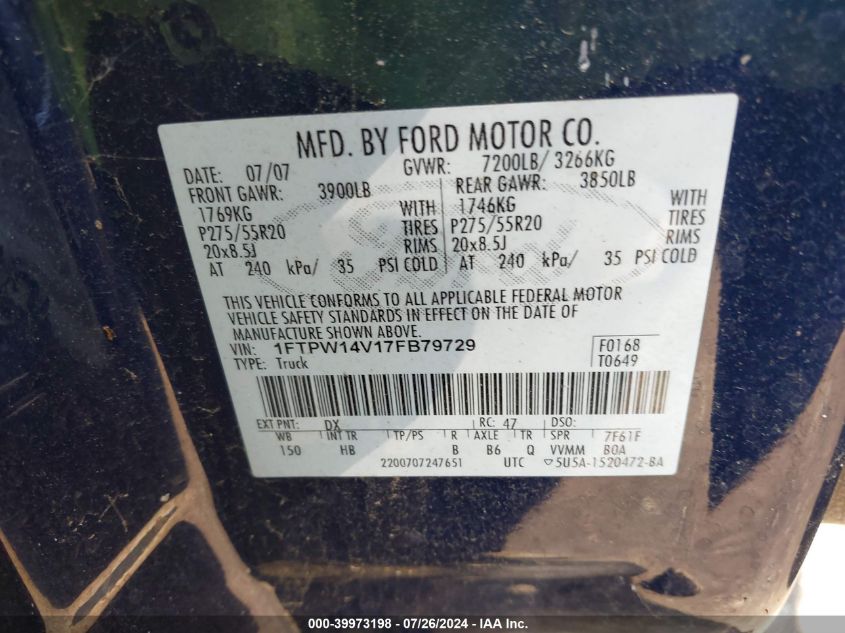 MFD. BY FORD MOTOR CO.
DATE: 07/07 GVWR: 7200LB/ 3266KG
FRONT GAWR: 3900LB REAR GAWR: 3850LB
1769KG WITH 1746KG WITH
P275/55R20 TIRES P275/55R20 TIRES
20x8.5J RIMS 20x8.5J RIMS
AT 240 kPa/ 35 PSI COLD AT 240 kPa/ 35 PSI COLD
THIS VEHICLE CONFORMS TO ALL APPLICABLE FEDERAL MOTOR
VEHICLE SAFETY STANDARDS IN EFFECT ON THE DATE OF
MANUFACTURE SHOWN ABOVE.
VIN: 1FTPW14V17FB79729 F0168
TYPE: Truck T0649
EXT PNT: DX RC: 47 DSO:
WB INT TR TP/PS R AXLE TR SPR 7F61F
150 HB B B6 Q VVMM BOA
2200707247651 UTC 5U5A-1520472-BA
000-39973198 - 07/26/2024 - IAA Inc.